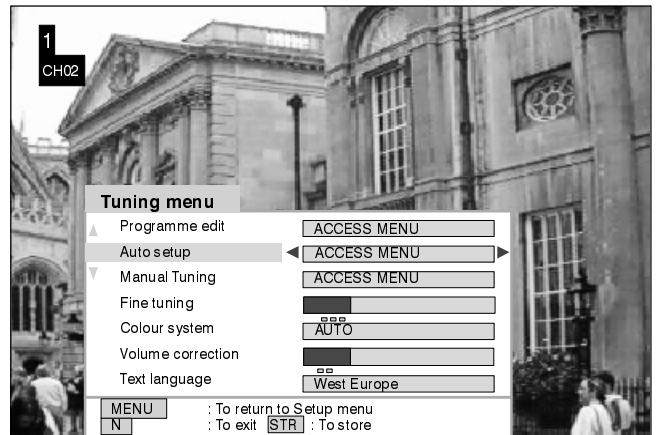 1
CH02
Tuning menu
Programme edit ACCESS MENU
Auto setup ACCESS MENU
Manual Tuning ACCESS MENU
Fine tuning
Colour system AUTO
Volume correction
Text language West Europe
MENU : To return to Setup menu
N : To exit STR : To store